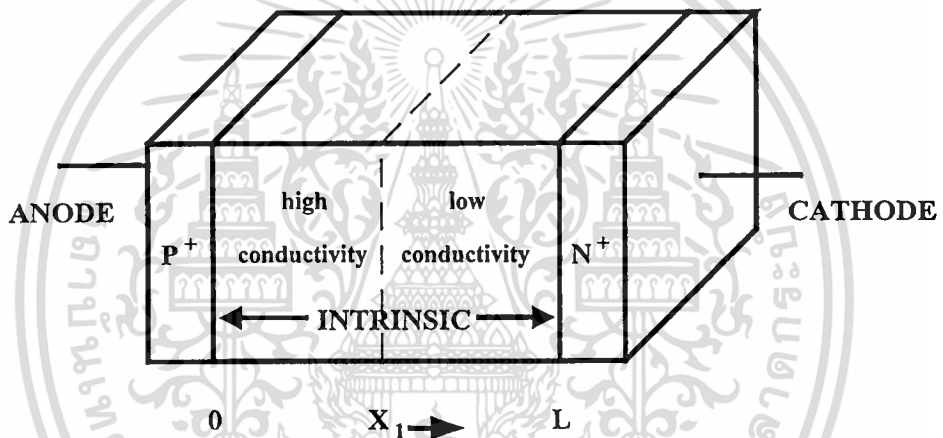 high low
ANODE CATHODE
P+ conductivity conductivity N+
INTRINSIC
0 X1 L